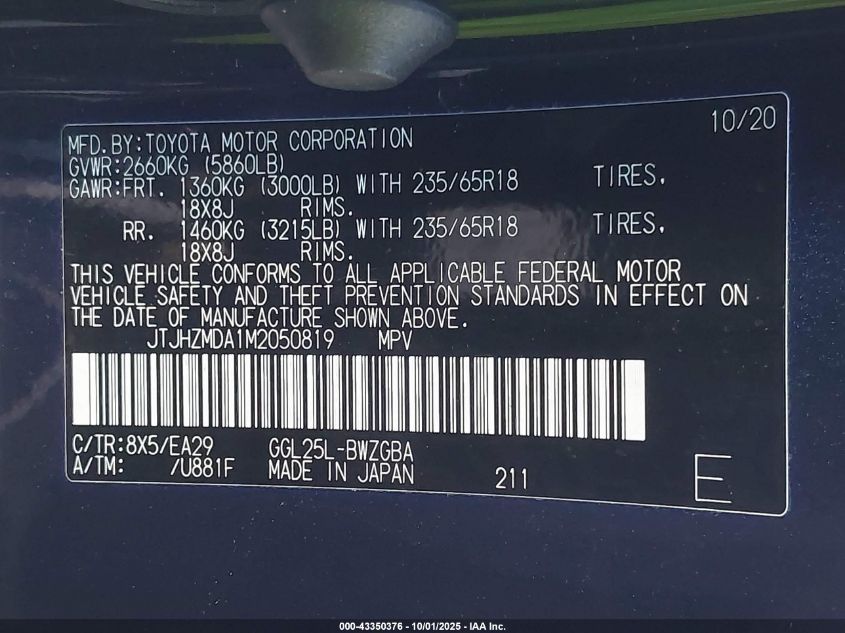 10/20
MFD.BY:TOYOTA MOTOR CORPORATION
GVWR:2660KG (5860LB)
GAWR:FRT. 1360KG (3000LB) WITH 235/65R18 TIRES,
18X8J RIMS.
RR. 1460KG (3215LB) WITH 235/65R18 TIRES,
18X8J RIMS.
THIS VEHICLE CONFORMS TO ALL APPLICABLE FEDERAL MOTOR
VEHICLE SAFETY AND THEFT PREVENTION STANDARDS IN EFFECT ON
THE DATE OF MANUFACTURE SHOWN ABOVE.
JTJHZMDA1M2050819 MPV
C/TR:8X5/EA29 GGL25L-BWZGBA
A/TM: /U881F MADE IN JAPAN 211 E
000-43350376 - 10/01/2025 - IAA Inc.